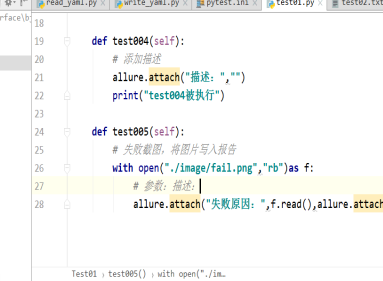 read_yaml.py × write_yaml.py × pytest.ini × test01.py × test02.txt
rface\b
18
19 def test004(self):
20 # 添加描述
21 allure.attach("描述：","")
22 print("test004被执行")
23
24 def test005(self):
25 # 失败截图，将图片写入报告
26 with open("./image/fail.png","rb")as f:
27 # 参数：描述；
28 allure.attach("失败原因：",f.read(),allure.attach
Test01 › test005() › with open("./im…